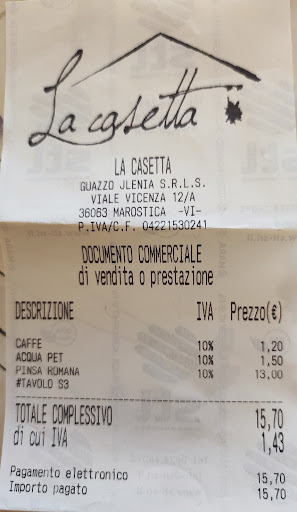 La casetta
LA CASETTA
GUAZZO JLENIA S.R.L.S.
VIALE VICENZA 12/A
36063 MAROSTICA -VI-
P.IVA/C.F. 04221530241
DOCUMENTO COMMERCIALE
di vendita o prestazione
DESCRIZIONE IVA Prezzo(€)
CAFFE 10% 1,20
ACQUA PET 10% 1,50
PINSA ROMANA 10% 13,00
#TAVOLO S3
TOTALE COMPLESSIVO 15,70
di cui IVA 1,43
Pagamento elettronico 15,70
Importo pagato 15,70